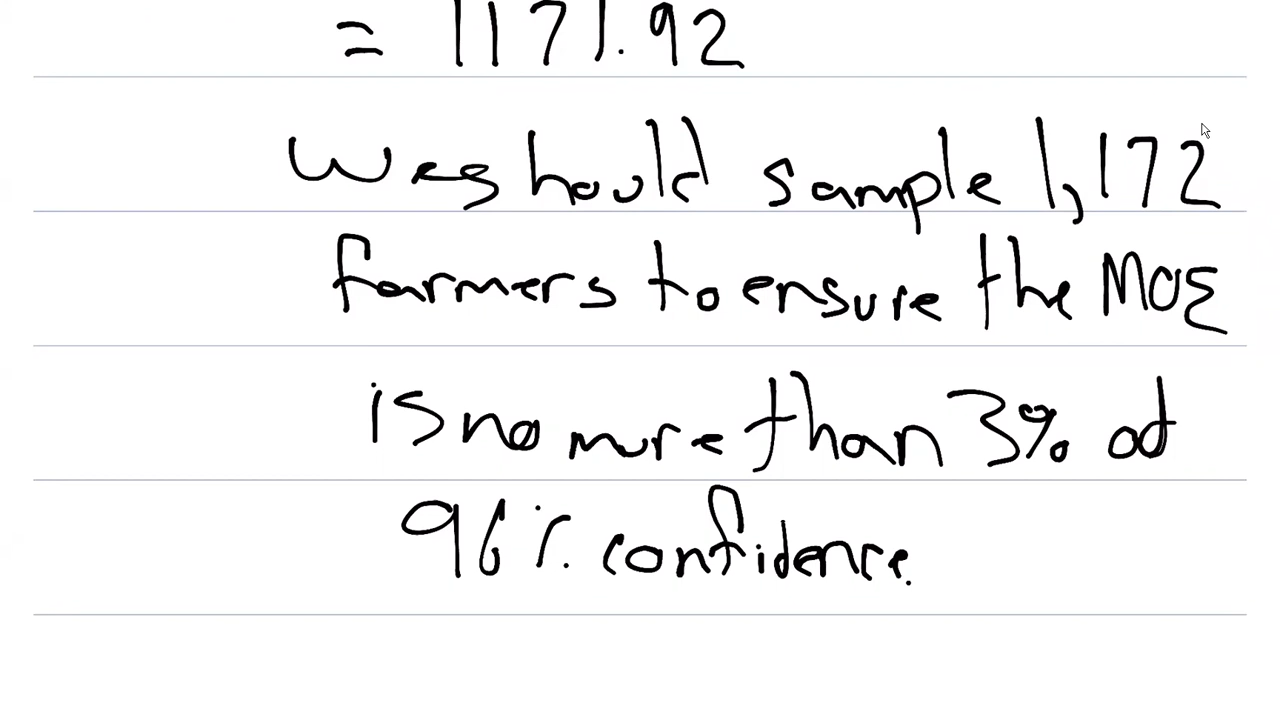 = 1171.92
We should sample 1,172
farmers to ensure the MOE
is no more than 3% at
96% confidence.